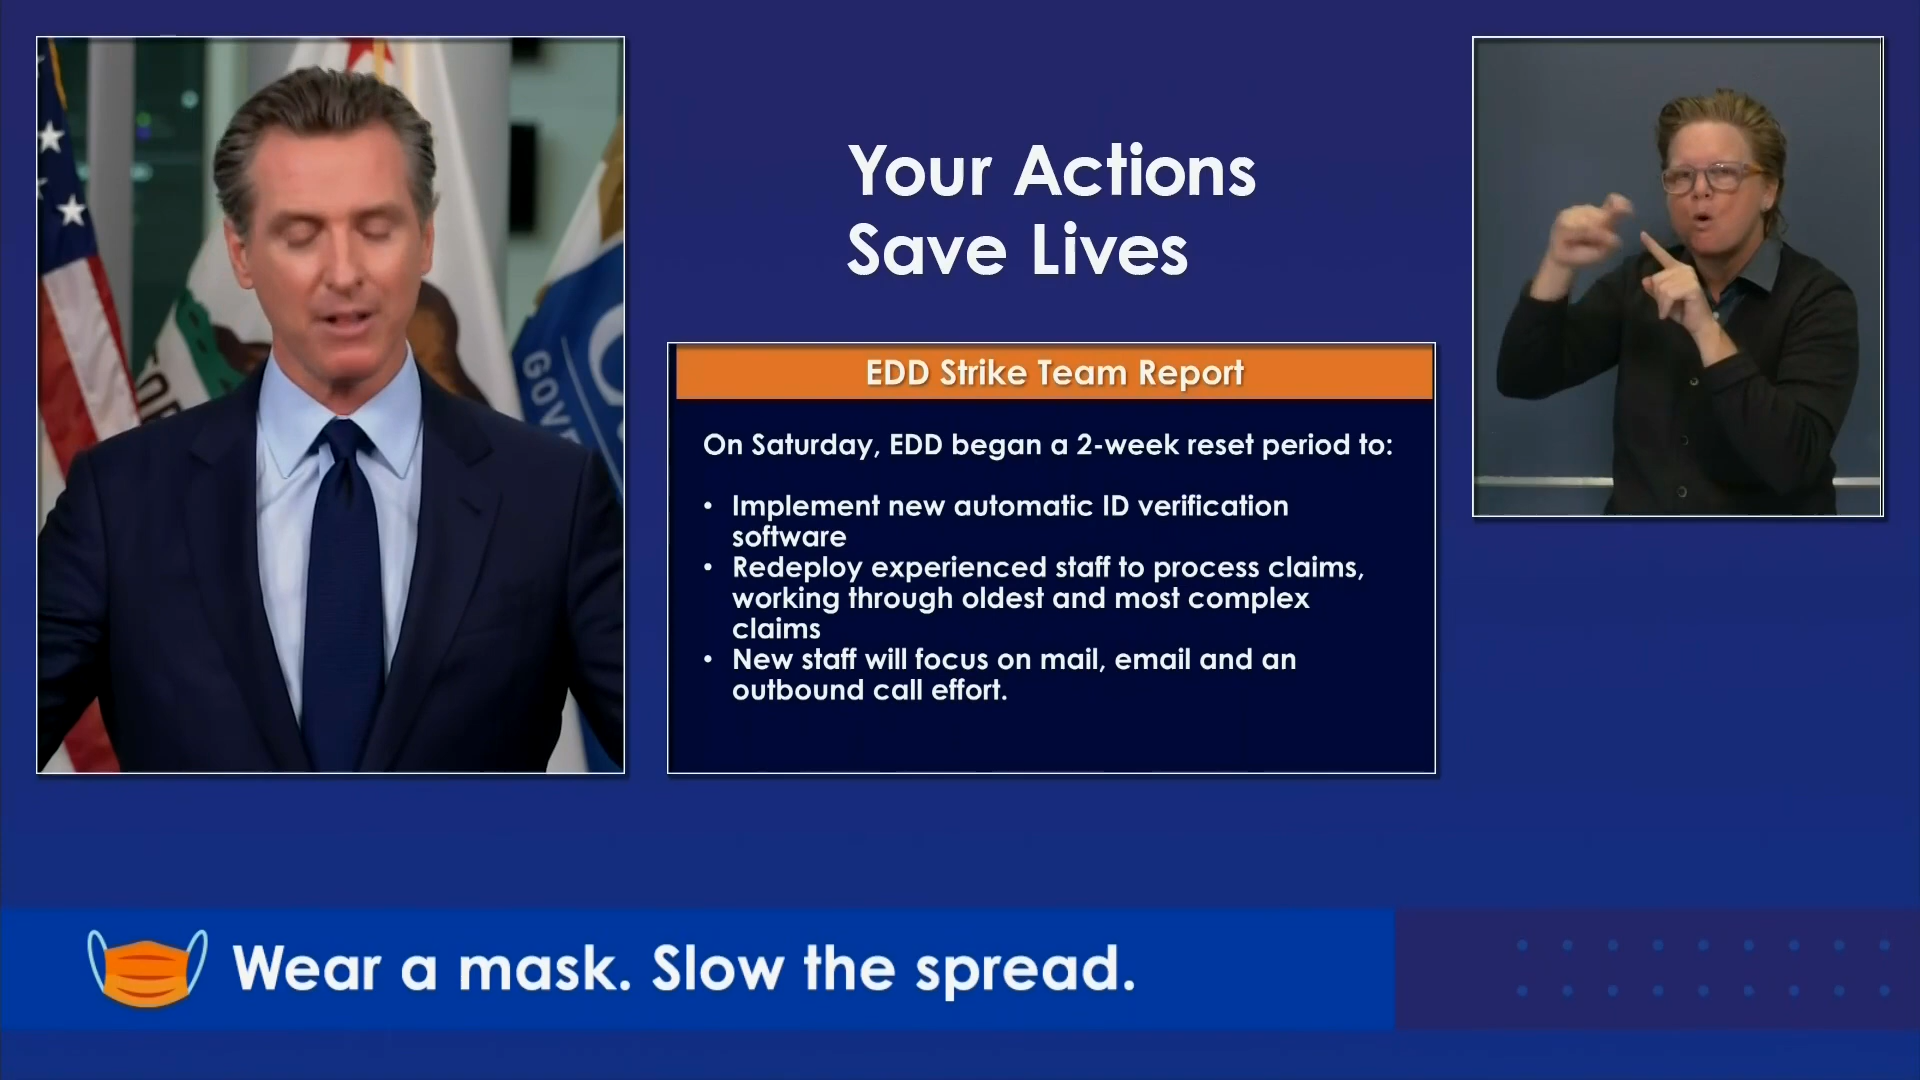 Your Actions
Save Lives
EDD Strike Team Report
On Saturday, EDD began a 2-week reset period to:
• Implement new automatic ID verification
software
• Redeploy experienced staff to process claims,
working through oldest and most complex
claims
• New staff will focus on mail, email and an
outbound call effort.
GOVE
Wear a mask. Slow the spread.